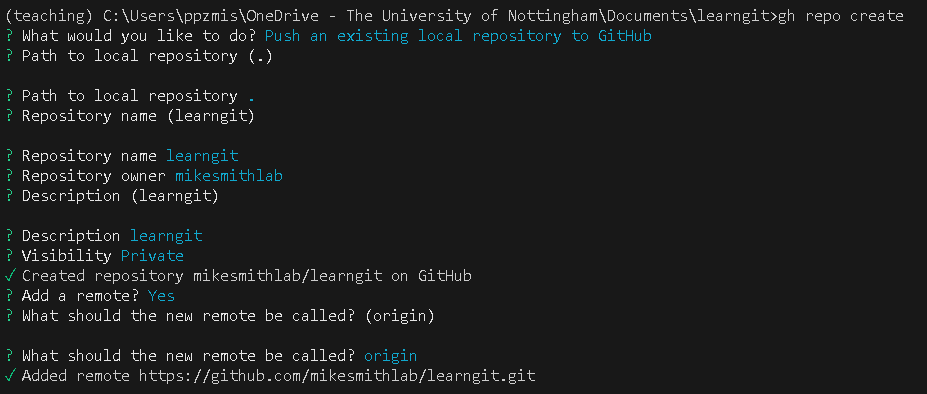 (teaching) C:\Users\ppzmis\OneDrive - The University of Nottingham\Documents\learngit>gh repo create
? What would you like to do? Push an existing local repository to GitHub
? Path to local repository (.)
? Path to local repository .
? Repository name (learngit)
? Repository name learngit
? Repository owner mikesmithlab
? Description (learngit)
? Description learngit
? Visibility Private
✓ Created repository mikesmithlab/learngit on GitHub
? Add a remote? Yes
? What should the new remote be called? (origin)
? What should the new remote be called? origin
✓ Added remote https://github.com/mikesmithlab/learngit.git